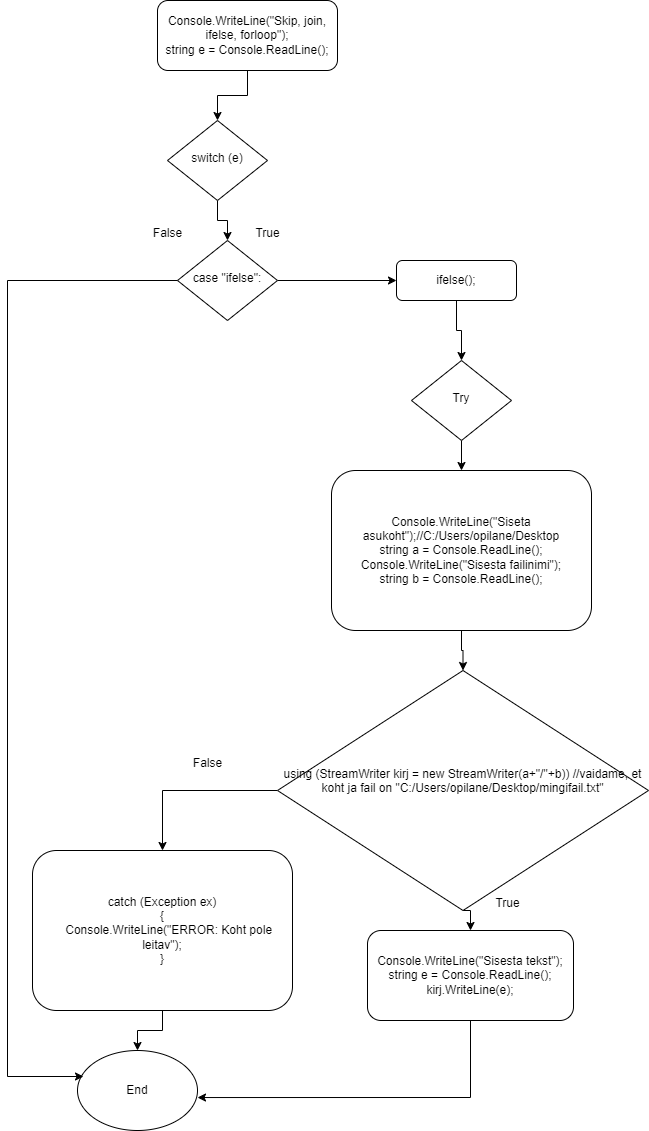 Console.WriteLine("Skip, join,
ifelse, forloop");
string e = Console.ReadLine();
switch (e)
False
True
case "ifelse":
ifelse();
Try
Console.WriteLine("Siseta
asukoht");//C:/Users/opilane/Desktop
string a = Console.ReadLine();
Console.WriteLine("Sisesta failinimi");
string b = Console.ReadLine();
False
using (StreamWriter kirj = new StreamWriter(a+"/"+b)) //vaidame, et
koht ja fail on "C:/Users/opilane/Desktop/mingifail.txt"
True
catch (Exception ex)
{
Console.WriteLine("ERROR: Koht pole
leitav");
}
Console.WriteLine("Sisesta tekst");
string e = Console.ReadLine();
kirj.WriteLine(e);
End